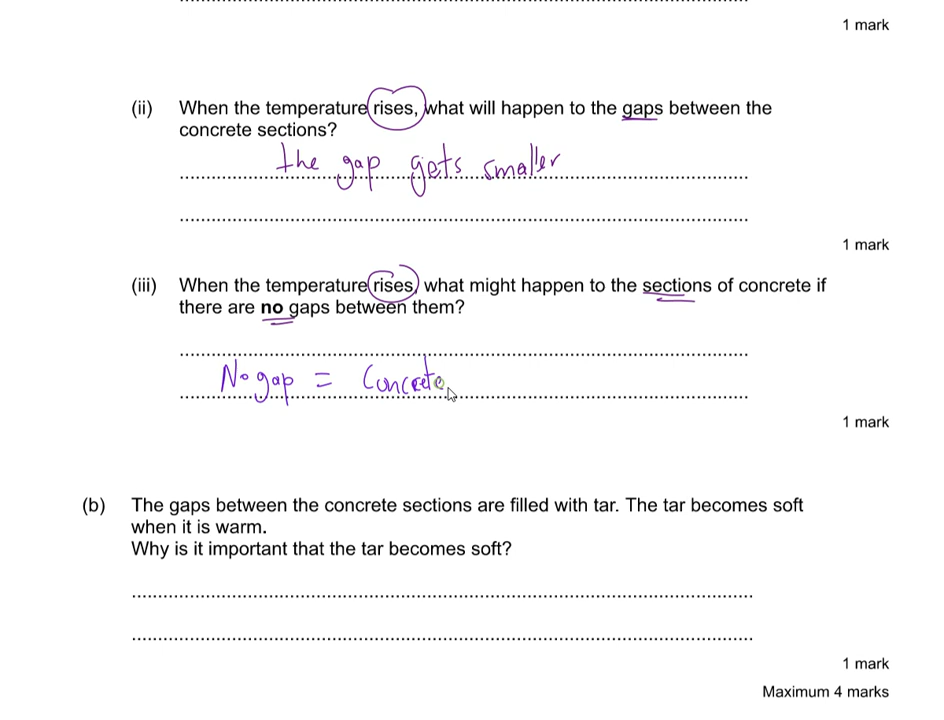 1 mark
(ii) When the temperature rises, what will happen to the gaps between the
concrete sections?
the gap gets smaller
1 mark
(iii) When the temperature rises, what might happen to the sections of concrete if
there are no gaps between them?
No gap = Concrete
1 mark
(b) The gaps between the concrete sections are filled with tar. The tar becomes soft
when it is warm.
Why is it important that the tar becomes soft?
1 mark
Maximum 4 marks